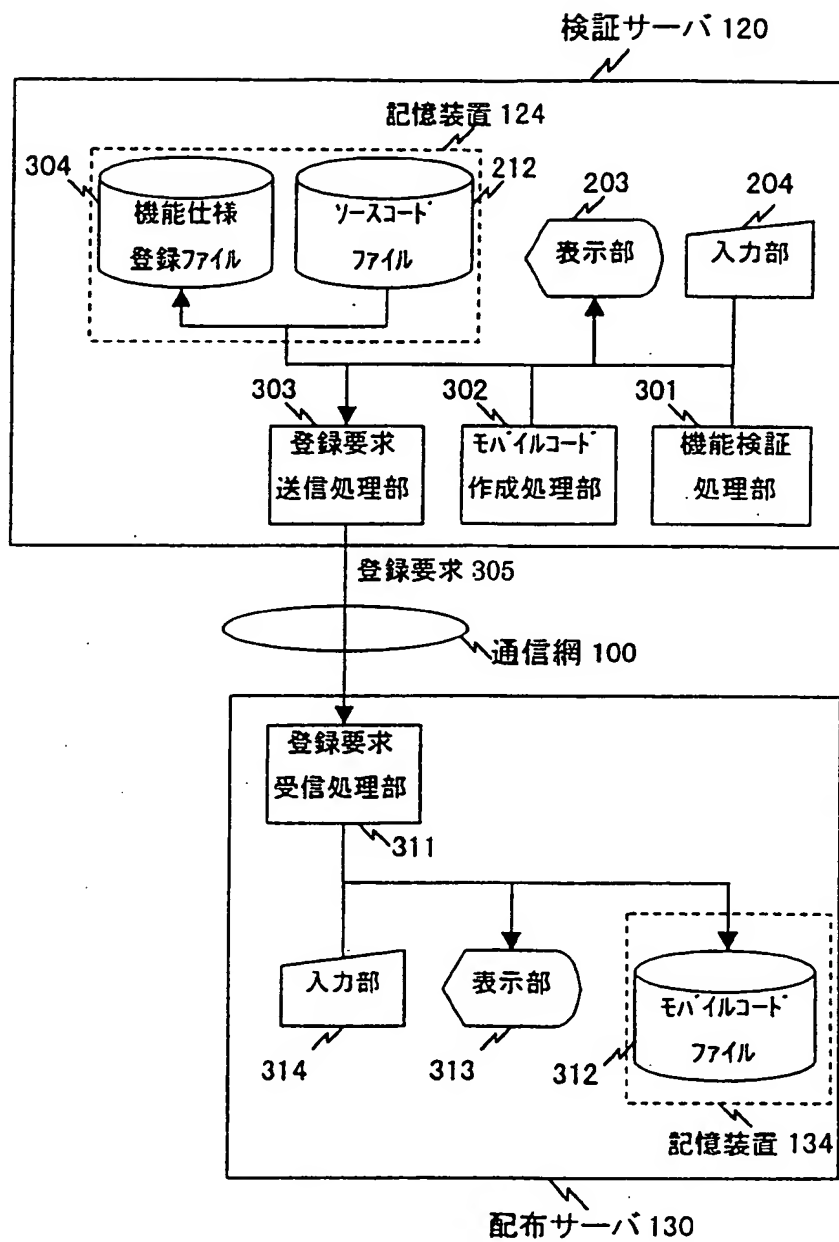 検証サーバ 120
記憶装置 124
304
212
203
204
機能仕様
登録ファイル
ソースコード
ファイル
表示部
入力部
303
302
301
登録要求
送信処理部
モバイルコード
作成処理部
機能検証
処理部
登録要求 305
通信網 100
登録要求
受信処理部
311
入力部
表示部
モバイルコード
ファイル
314
313
312
記憶装置 134
配布サーバ 130